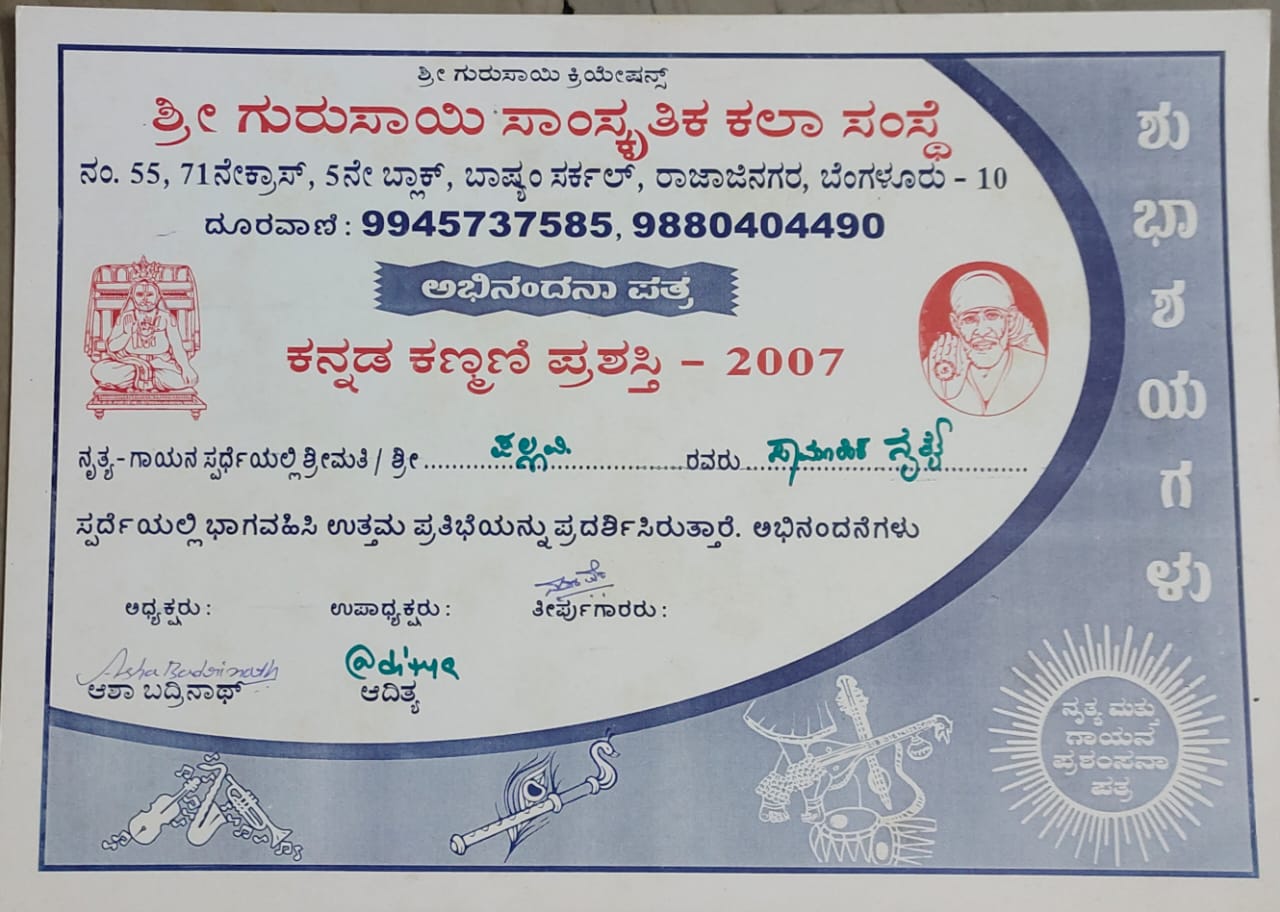 ಶ್ರೀ ಗುರುಸಾಯಿ ಕ್ರಿಯೇಷನ್ಸ್
ಶ್ರೀ ಗುರುಸಾಯಿ ಸಾಂಸ್ಕೃತಿಕ ಕಲಾ ಸಂಸ್ಥೆ
ನಂ. 55, 71ನೇಕ್ರಾಸ್, 5ನೇ ಬ್ಲಾಕ್, ಬಾಷ್ಯಂ ಸರ್ಕಲ್, ರಾಜಾಜಿನಗರ, ಬೆಂಗಳೂರು – 10
ದೂರವಾಣಿ : 9945737585, 9880404490
ಅಭಿನಂದನಾ ಪತ್ರ
ಕನ್ನಡ ಕಣ್ಮಣಿ ಪ್ರಶಸ್ತಿ – 2007
ನೃತ್ಯ-ಗಾಯನ ಸ್ಪರ್ಧೆಯಲ್ಲಿ ಶ್ರೀಮತಿ / ಶ್ರೀ ಪಲ್ಲವಿ. ರವರು ಸಾಮೂಹಿಕ ನೃತ್ಯ
ಸ್ಪರ್ದೆಯಲ್ಲಿ ಭಾಗವಹಿಸಿ ಉತ್ತಮ ಪ್ರತಿಭೆಯನ್ನು ಪ್ರದರ್ಶಿಸಿರುತ್ತಾರೆ. ಅಭಿನಂದನೆಗಳು
ಅಧ್ಯಕ್ಷರು : ಉಪಾಧ್ಯಕ್ಷರು : ತೀರ್ಪುಗಾರರು :
Asha Badrinath @ditya
ಆಶಾ ಬದ್ರಿನಾಥ್ ಆದಿತ್ಯ
ಶುಭಾಶಯಗಳು
ನೃತ್ಯ ಮತ್ತು
ಗಾಯನ
ಪ್ರಶಂಸನಾ
ಪತ್ರ